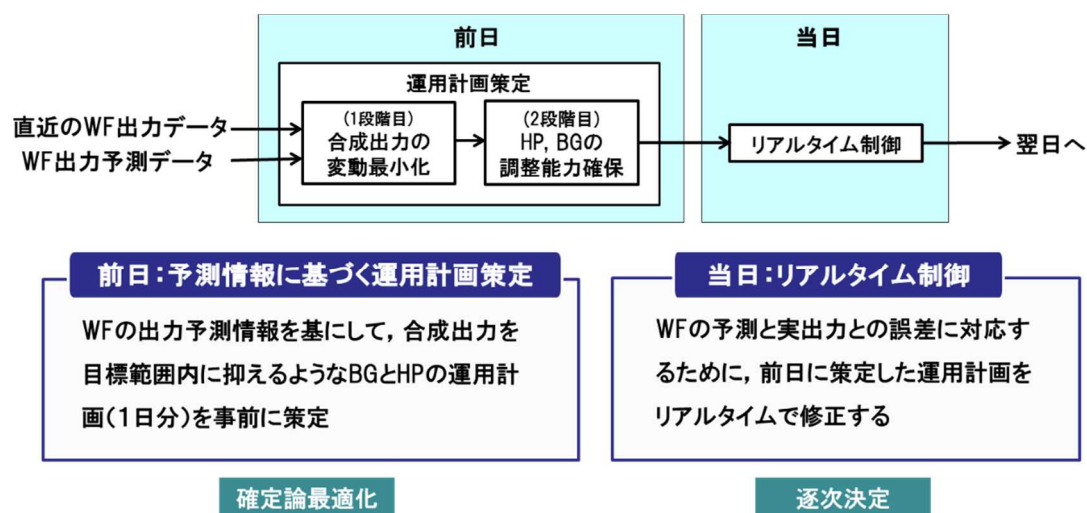 前日
当日
運用計画策定
直近のWF出力データ
WF出力予測データ
(1段階目)
合成出力の
変動最小化
(2段階目)
HP, BGの
調整能力確保
リアルタイム制御
翌日へ
前日:予測情報に基づく運用計画策定
WFの出力予測情報を基にして, 合成出力を
目標範囲内に抑えるようなBGとHPの運用計
画(1日分)を事前に策定
確定論最適化
当日:リアルタイム制御
WFの予測と実出力との誤差に対応す
るために, 前日に策定した運用計画を
リアルタイムで修正する
逐次決定